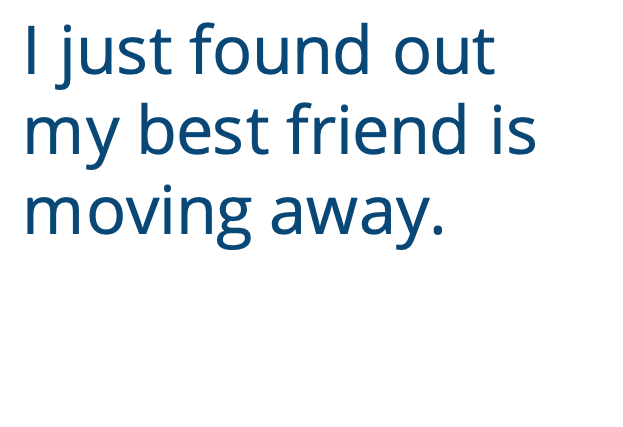 I just found out
my best friend is
moving away.